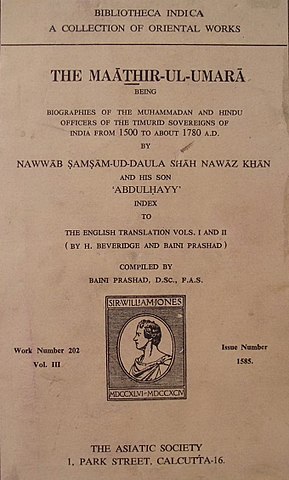 BIBLIOTHECA INDICA
A COLLECTION OF ORIENTAL WORKS
THE MAĀṮHIR-UL-UMARĀ
BEING
BIOGRAPHIES OF THE MUḤAMMADAN AND HINDU
OFFICERS OF THE TIMURID SOVEREIGNS OF
INDIA FROM 1500 TO ABOUT 1780 A.D.
BY
NAWWĀB ṢAMṢĀM-UD-DAULA SHĀH NAWĀZ KHĀN
AND HIS SON
'ABDULḤAYY'
INDEX
TO
THE ENGLISH TRANSLATION VOLS. I AND II
( BY H. BEVERIDGE AND BAINI PRASHAD )
COMPILED BY
BAINI PRASHAD, D.Sc., F.A.S.
SIR WILLIAM JONES
MDCCXLVI-MDCCXCIV
Work Number 202
Vol. III
Issue Number
1585.
THE ASIATIC SOCIETY
1, PARK STREET, CALCUTTA-16.